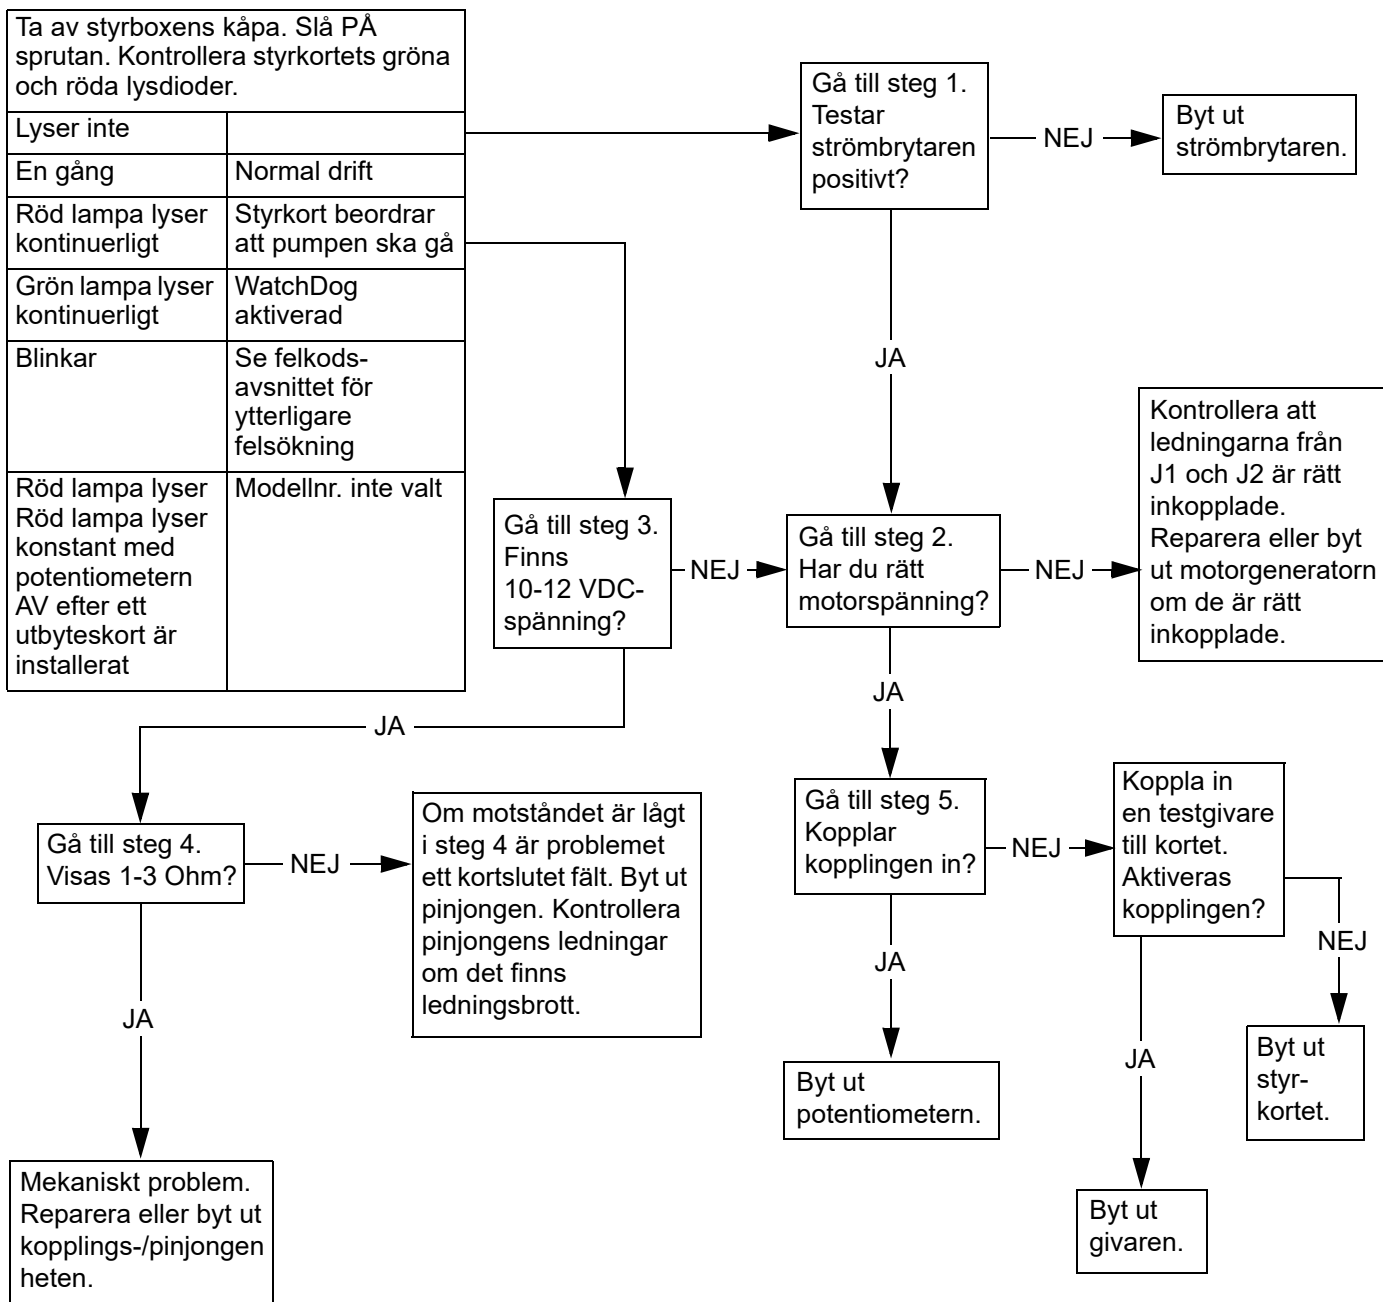 Ta av styrboxens kåpa. Slå PÅ
sprutan. Kontrollera styrkortets gröna
och röda lysdioder.
Lyser inte
En gång
Normal drift
Röd lampa lyser
kontinuerligt
Styrkort beordrar
att pumpen ska gå
Grön lampa lyser
kontinuerligt
WatchDog
aktiverad
Blinkar
Se felkods-
avsnittet för
ytterligare
felsökning
Röd lampa lyser
Röd lampa lyser
konstant med
potentiometern
AV efter ett
utbyteskort är
installerat
Modellnr. inte valt
Gå till steg 1.
Testar
strömbrytaren
positivt?
NEJ
Byt ut
strömbrytaren.
JA
Gå till steg 3.
Finns
10-12 VDC-
spänning?
NEJ
Gå till steg 2.
Har du rätt
motorspänning?
NEJ
Kontrollera att
ledningarna från
J1 och J2 är rätt
inkopplade.
Reparera eller byt
ut motorgeneratorn
om de är rätt
inkopplade.
JA
JA
Gå till steg 4.
Visas 1-3 Ohm?
NEJ
Om motståndet är lågt
i steg 4 är problemet
ett kortslutet fält. Byt ut
pinjongen. Kontrollera
pinjongens ledningar
om det finns
ledningsbrott.
Gå till steg 5.
Kopplar
kopplingen in?
NEJ
Koppla in
en testgivare
till kortet.
Aktiveras
kopplingen?
NEJ
JA
JA
JA
Byt ut
styr-
kortet.
Byt ut
potentiometern.
Mekaniskt problem.
Reparera eller byt ut
kopplings-/pinjongen
heten.
Byt ut
givaren.